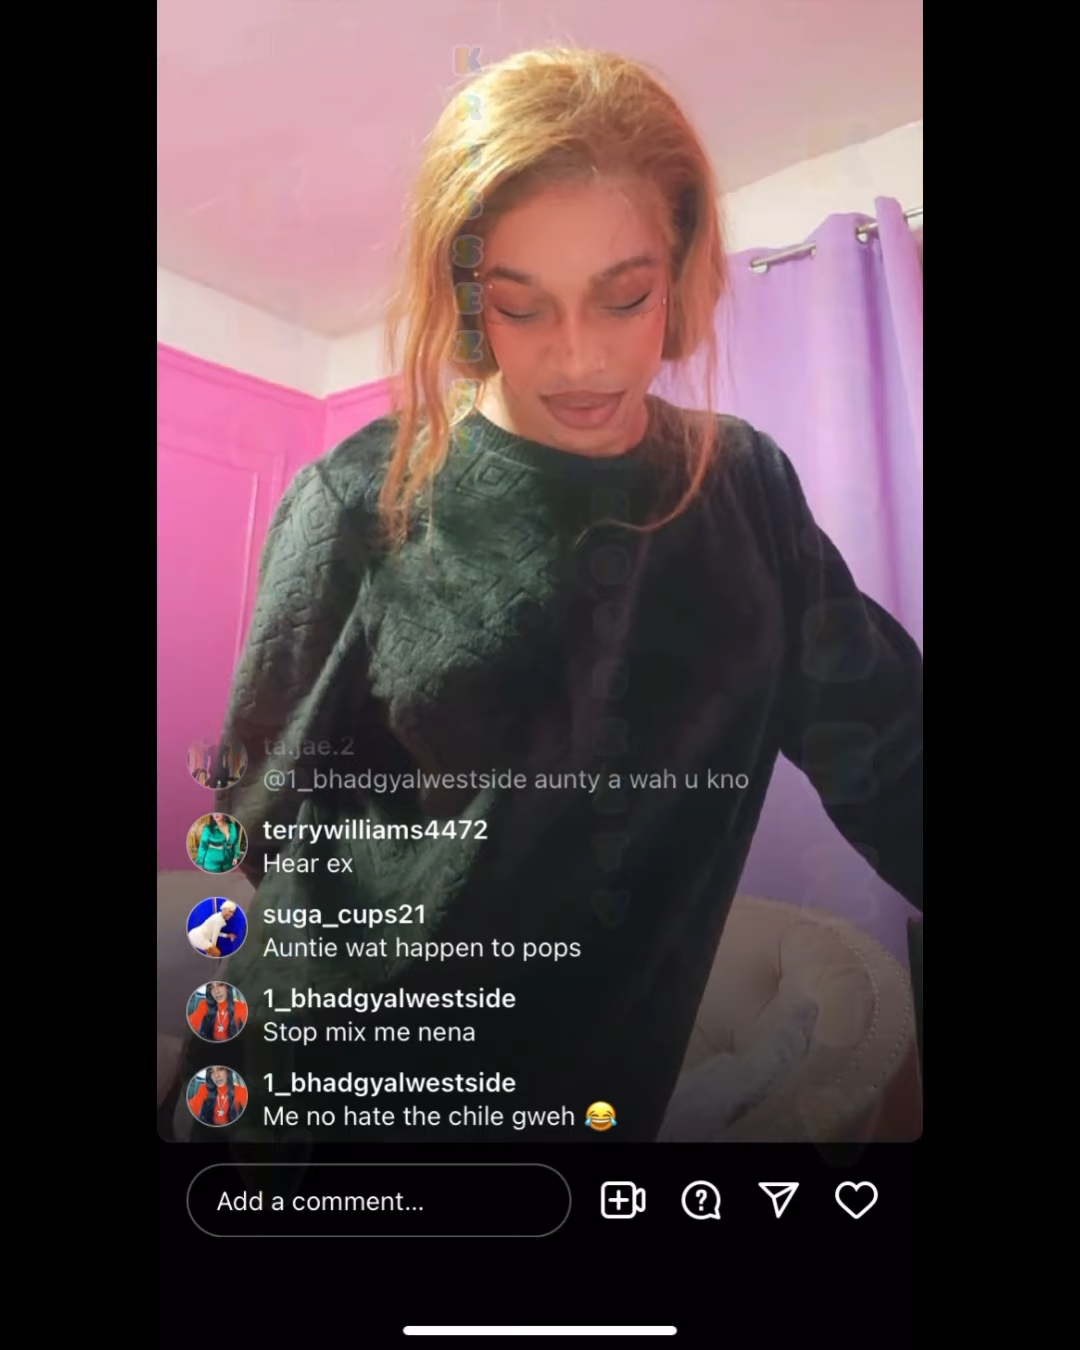 K
R
S
S
E
Z
ta.jae.2
@1_bhadgyalwestside aunty a wah u kno
terrywilliams4472
Hear ex
suga_cups21
Auntie wat happen to pops
1_bhadgyalwestside
Stop mix me nena
1_bhadgyalwestside
Me no hate the chile gweh 😂
Add a comment...